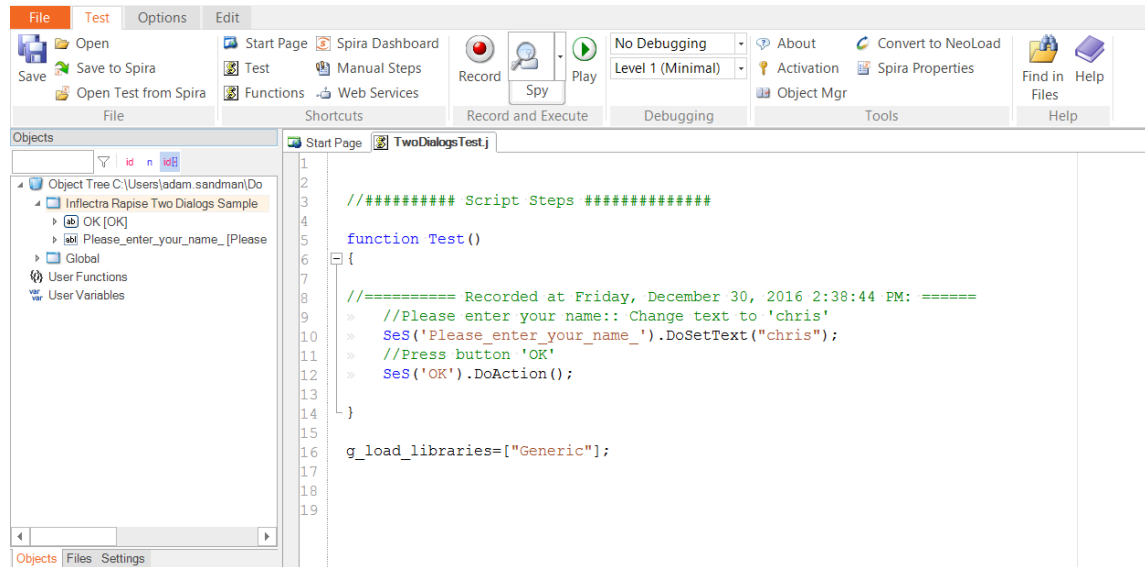 File Test Options Edit
Open Start Page Spira Dashboard No Debugging About Convert to NeoLoad
Save Save to Spira Test Manual Steps Record Spy Play Level 1 (Minimal) Activation Spira Properties Find in Files Help
Open Test from Spira Functions Web Services Object Mgr
File Shortcuts Record and Execute Debugging Tools Help
Objects
id n id
Object Tree C:\Users\adam.sandman\Do
Inflectra Rapise Two Dialogs Sample
ab OK [OK]
abl Please_enter_your_name_ [Please
Global
User Functions
var var User Variables
Objects Files Settings
Start Page TwoDialogsTest.j
1
2
3 //########## Script Steps ##############
4
5 function Test()
6 {
7
8 //========== Recorded at Friday, December 30, 2016 2:38:44 PM: ======
9 //Please enter your name:: Change text to 'chris'
10 SeS('Please_enter_your_name_').DoSetText("chris");
11 //Press button 'OK'
12 SeS('OK').DoAction();
13
14 }
15
16 g_load_libraries=["Generic"];
17
18
19